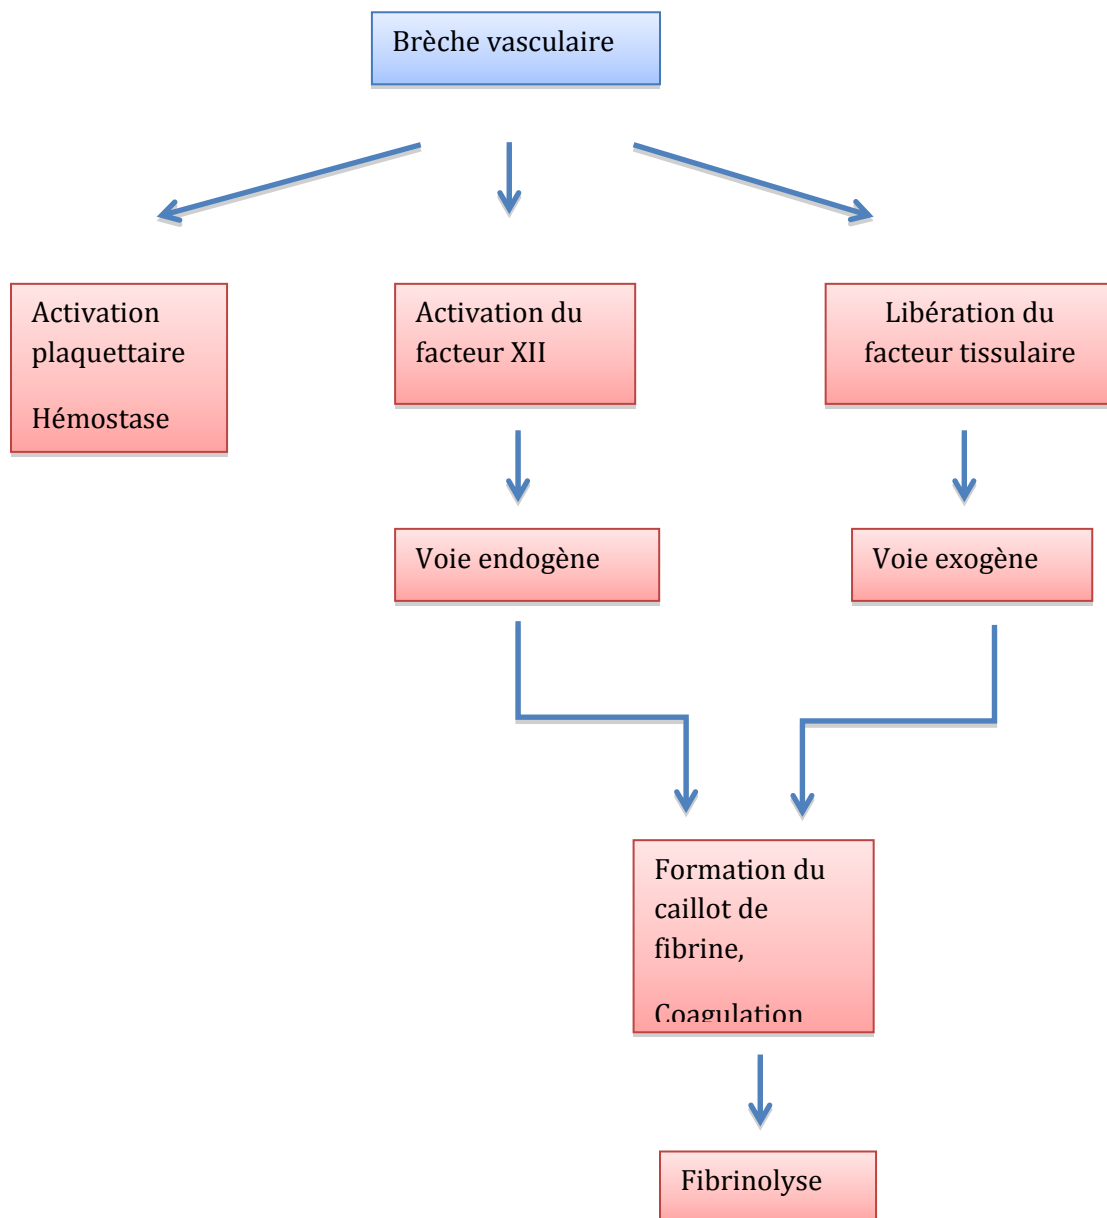 Brèche vasculaire
Activation
plaquettaire
Hémostase
Activation du
facteur XII
Libération du
facteur tissulaire
Voie endogène
Voie exogène
Formation du
caillot de
fibrine,
Coagulation
Fibrinolyse